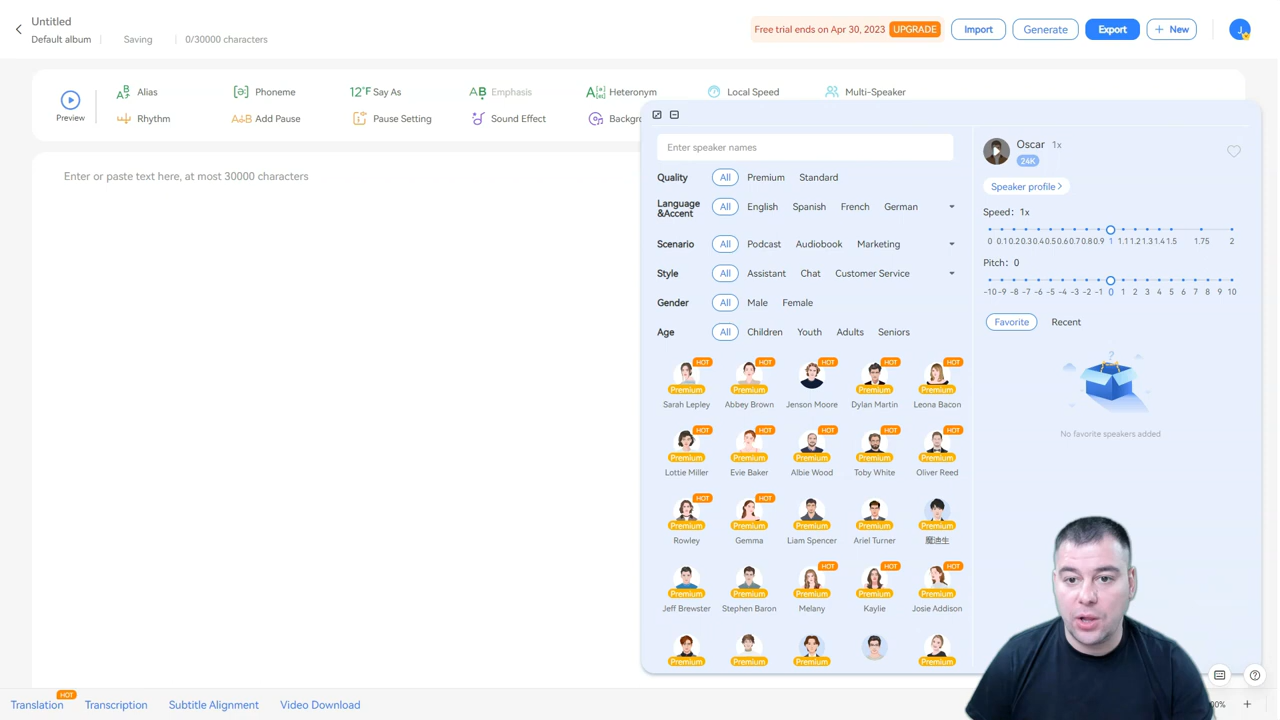 Untitled
Default album
Saving
0/30000 characters
Free trial ends on Apr 30, 2023 UPGRADE
Import
Generate
Export
+ New
J
Preview
Alias
Phoneme
12°F Say As
Emphasis
Heteronym
Local Speed
Multi-Speaker
Rhythm
Add Pause
Pause Setting
Sound Effect
Enter or paste text here, at most 30000 characters
Enter speaker names
Quality All Premium Standard
Language
&Accent
All English Spanish French German
Scenario All Podcast Audiobook Marketing
Style All Assistant Chat Customer Service
Gender All Male Female
Age All Children Youth Adults Seniors
HOT HOT HOT HOT HOT
Premium Premium Premium Premium
Sarah Lepley Abbey Brown Jenson Moore Dylan Martin Leona Bacon
HOT HOT HOT HOT HOT
Premium Premium Premium Premium Premium
Lottie Miller Evie Baker Albie Wood Toby White Oliver Reed
HOT HOT
Premium Premium Premium Premium Premium
Rowley Gemma Liam Spencer Ariel Turner 魔迪生
HOT HOT HOT
Premium Premium Premium Premium Premium
Jeff Brewster Stephen Baron Melany Kaylie Josie Addison
Premium Premium Premium Premium
Oscar 1x
24K
Speaker profile >
Speed: 1x
0 0.1 0.2 0.3 0.4 0.5 0.6 0.7 0.8 0.9 1 1.1 1.2 1.3 1.4 1.5 1.75 2
Pitch: 0
-10 -9 -8 -7 -6 -5 -4 -3 -2 -1 0 1 2 3 4 5 6 7 8 9 10
Favorite Recent
No favorite speakers added
HOT
Translation
Transcription
Subtitle Alignment
Video Download